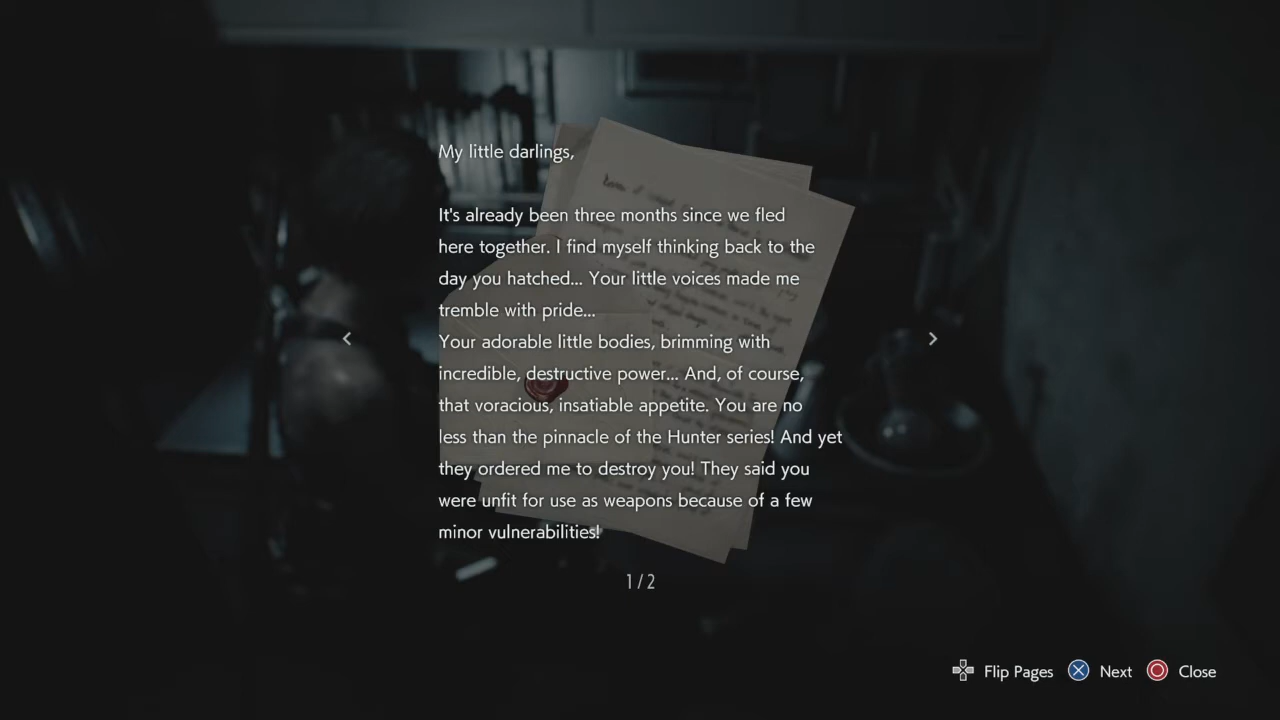 My little darlings,
It's already been three months since we fled
here together. I find myself thinking back to the
day you hatched... Your little voices made me
tremble with pride...
Your adorable little bodies, brimming with
incredible, destructive power... And, of course,
that voracious, insatiable appetite. You are no
less than the pinnacle of the Hunter series! And yet
they ordered me to destroy you! They said you
were unfit for use as weapons because of a few
minor vulnerabilities!
1 / 2
Flip Pages Next Close